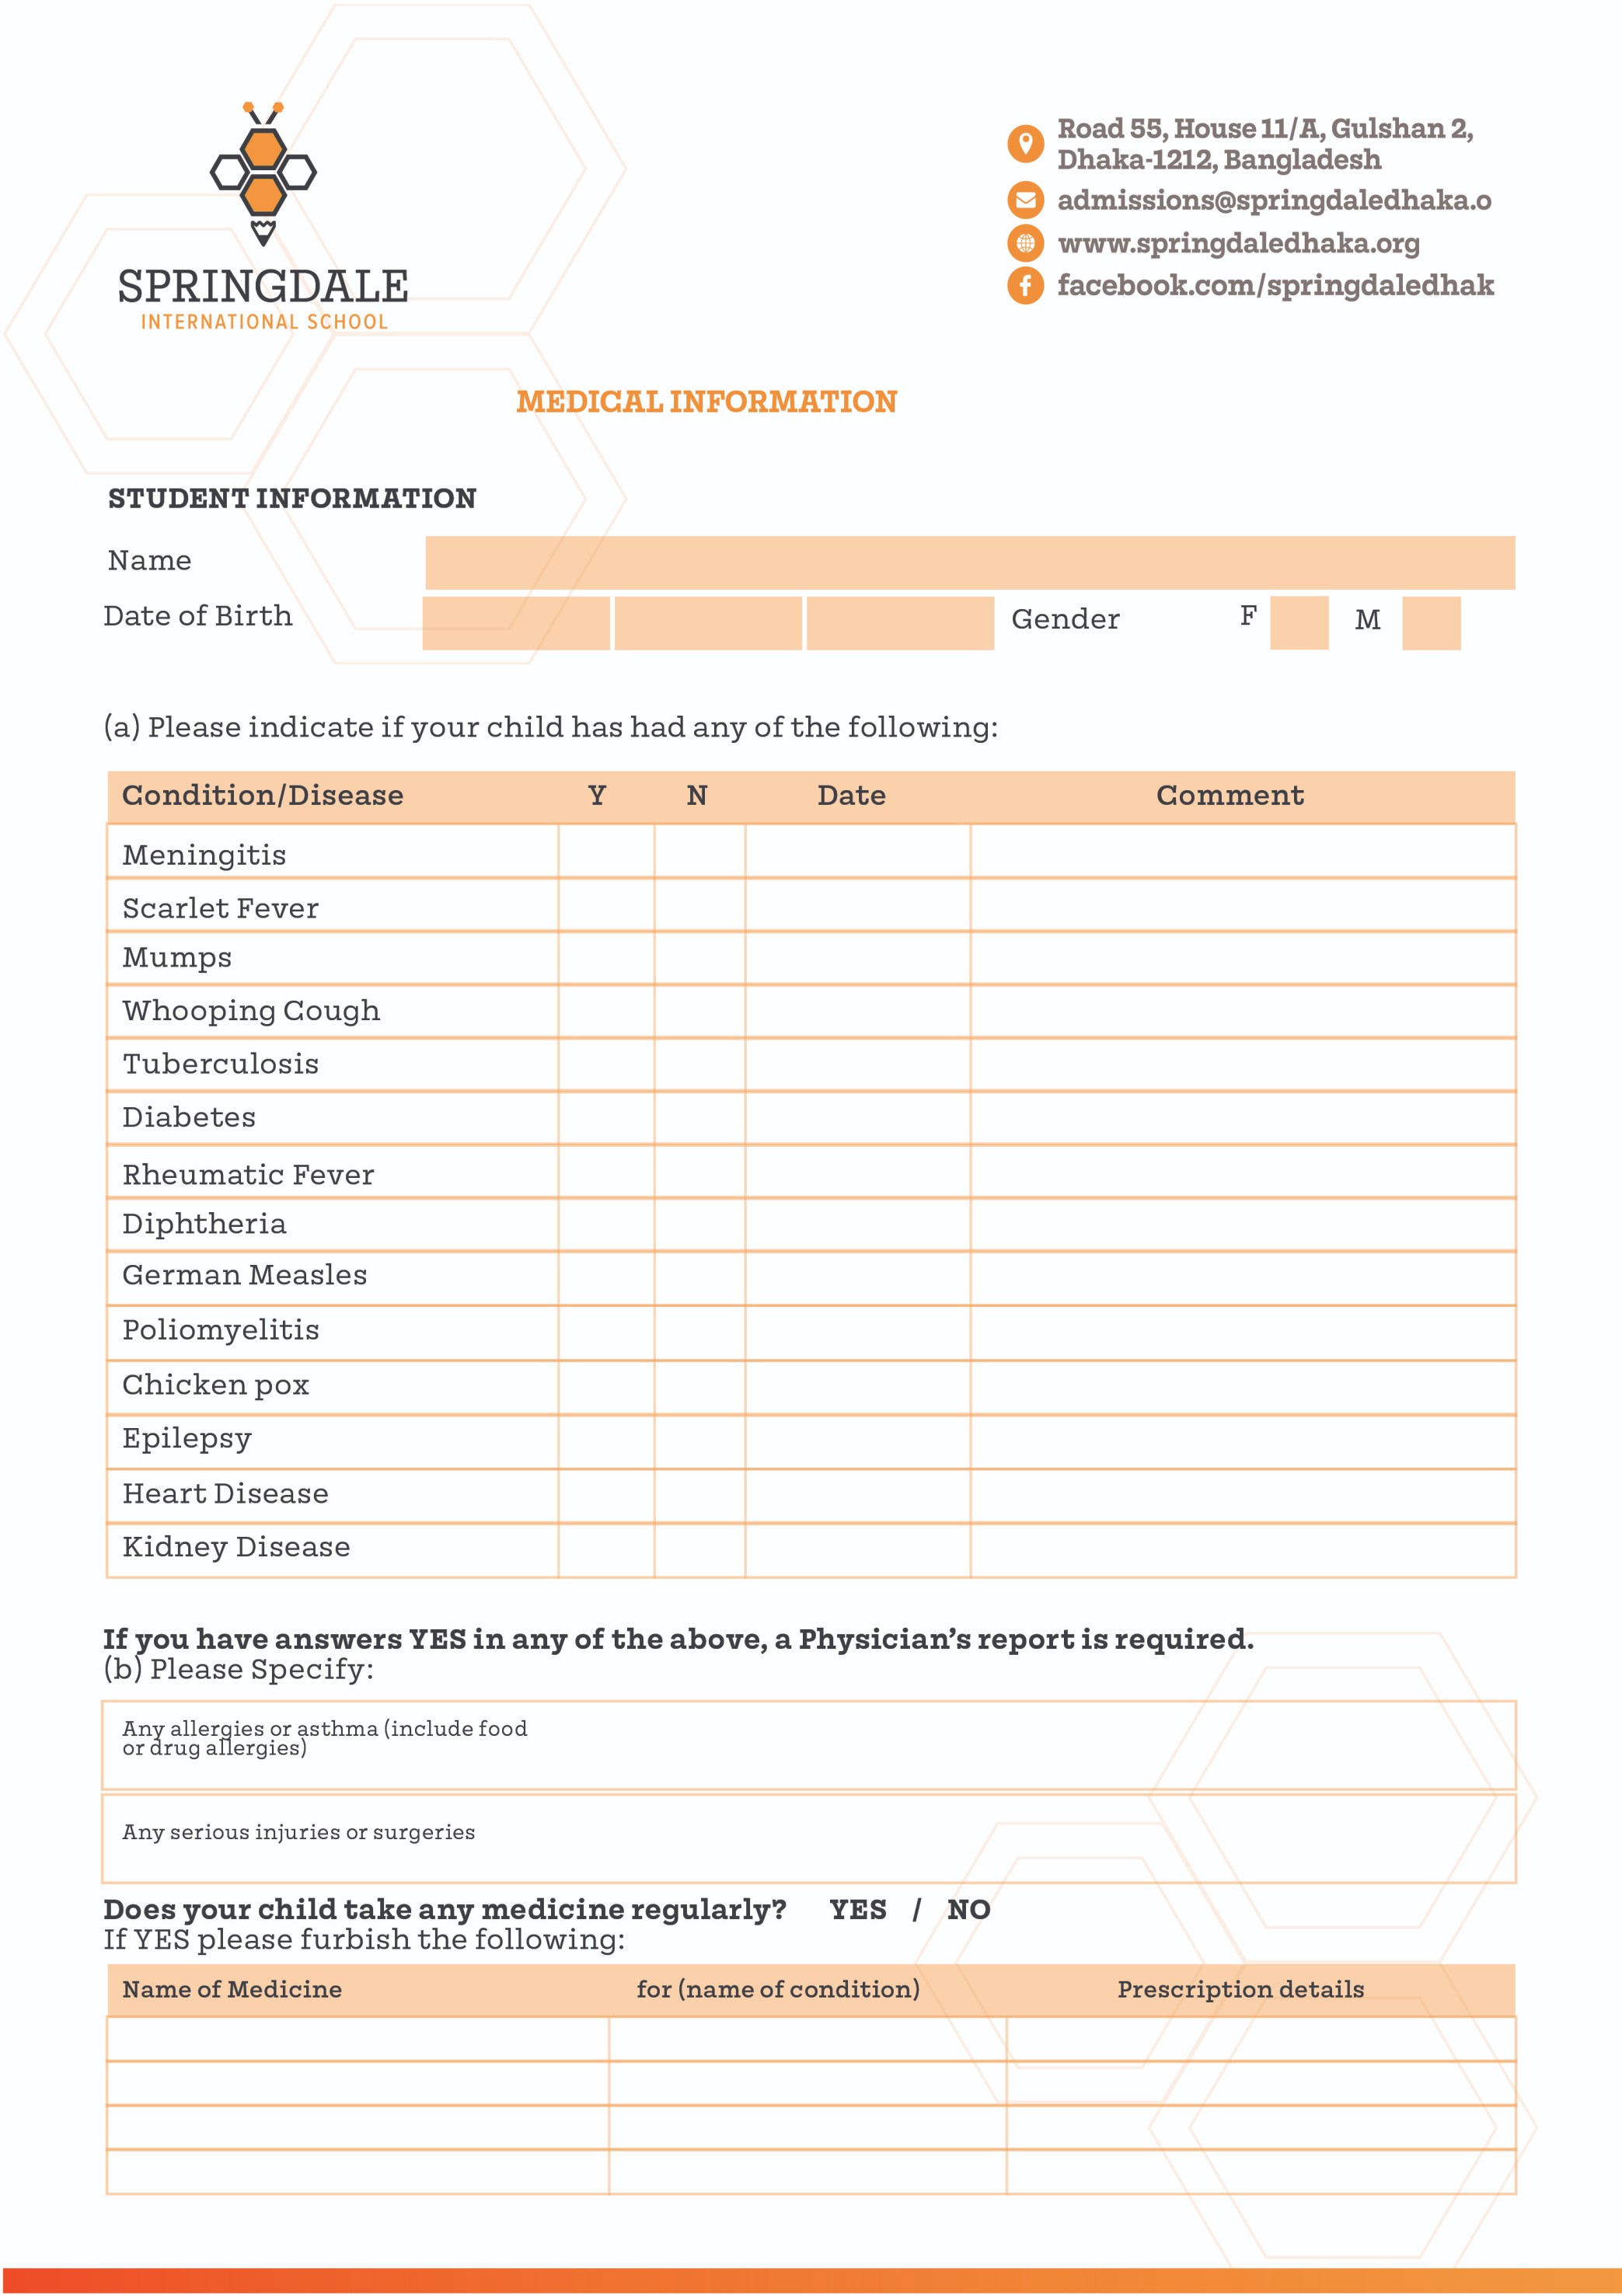 SPRINGDALE
INTERNATIONAL SCHOOL
Road 55, House 11/A, Gulshan 2,
Dhaka-1212, Bangladesh
admissions@springdaledhaka.o
www.springdaledhaka.org
facebook.com/springdaledhak
MEDICAL INFORMATION
STUDENT INFORMATION
Name
Date of Birth Gender F M
(a) Please indicate if your child has had any of the following:
Condition/Disease Y N Date Comment
Meningitis
Scarlet Fever
Mumps
Whooping Cough
Tuberculosis
Diabetes
Rheumatic Fever
Diphtheria
German Measles
Poliomyelitis
Chicken pox
Epilepsy
Heart Disease
Kidney Disease
If you have answers YES in any of the above, a Physician's report is required.
(b) Please Specify:
Any allergies or asthma (include food
or drug allergies)
Any serious injuries or surgeries
Does your child take any medicine regularly? YES / NO
If YES please furbish the following:
Name of Medicine for (name of condition) Prescription details